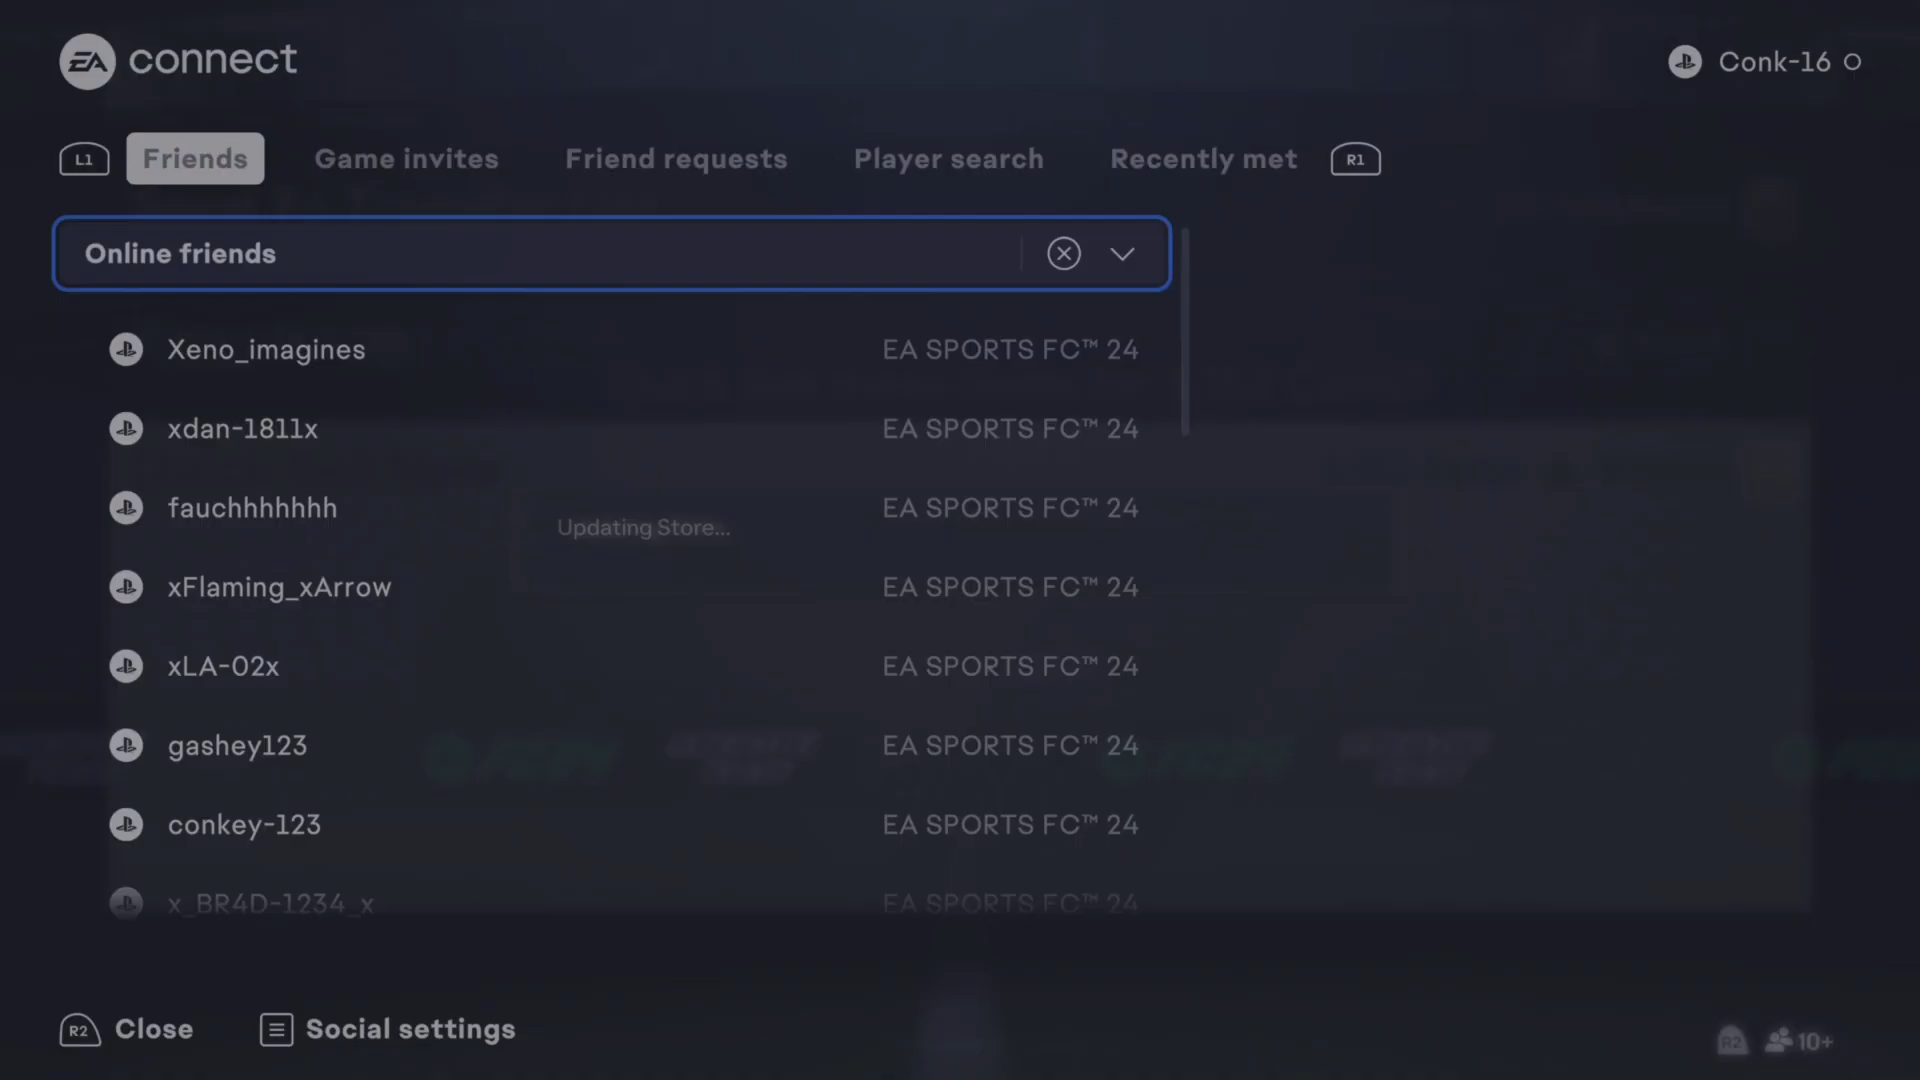 EA connect
Conk-16
L1 Friends Game invites Friend requests Player search Recently met R1
Online friends
Xeno_imagines EA SPORTS FC™ 24
xdan-1811x EA SPORTS FC™ 24
fauchhhhhhh EA SPORTS FC™ 24
Updating Store...
xFlaming_xArrow EA SPORTS FC™ 24
xLA-02x EA SPORTS FC™ 24
gashey123 EA SPORTS FC™ 24
conkey-123 EA SPORTS FC™ 24
x_BR4D-1234_x EA SPORTS FC™ 24
R2 Close Social settings
R2 10+